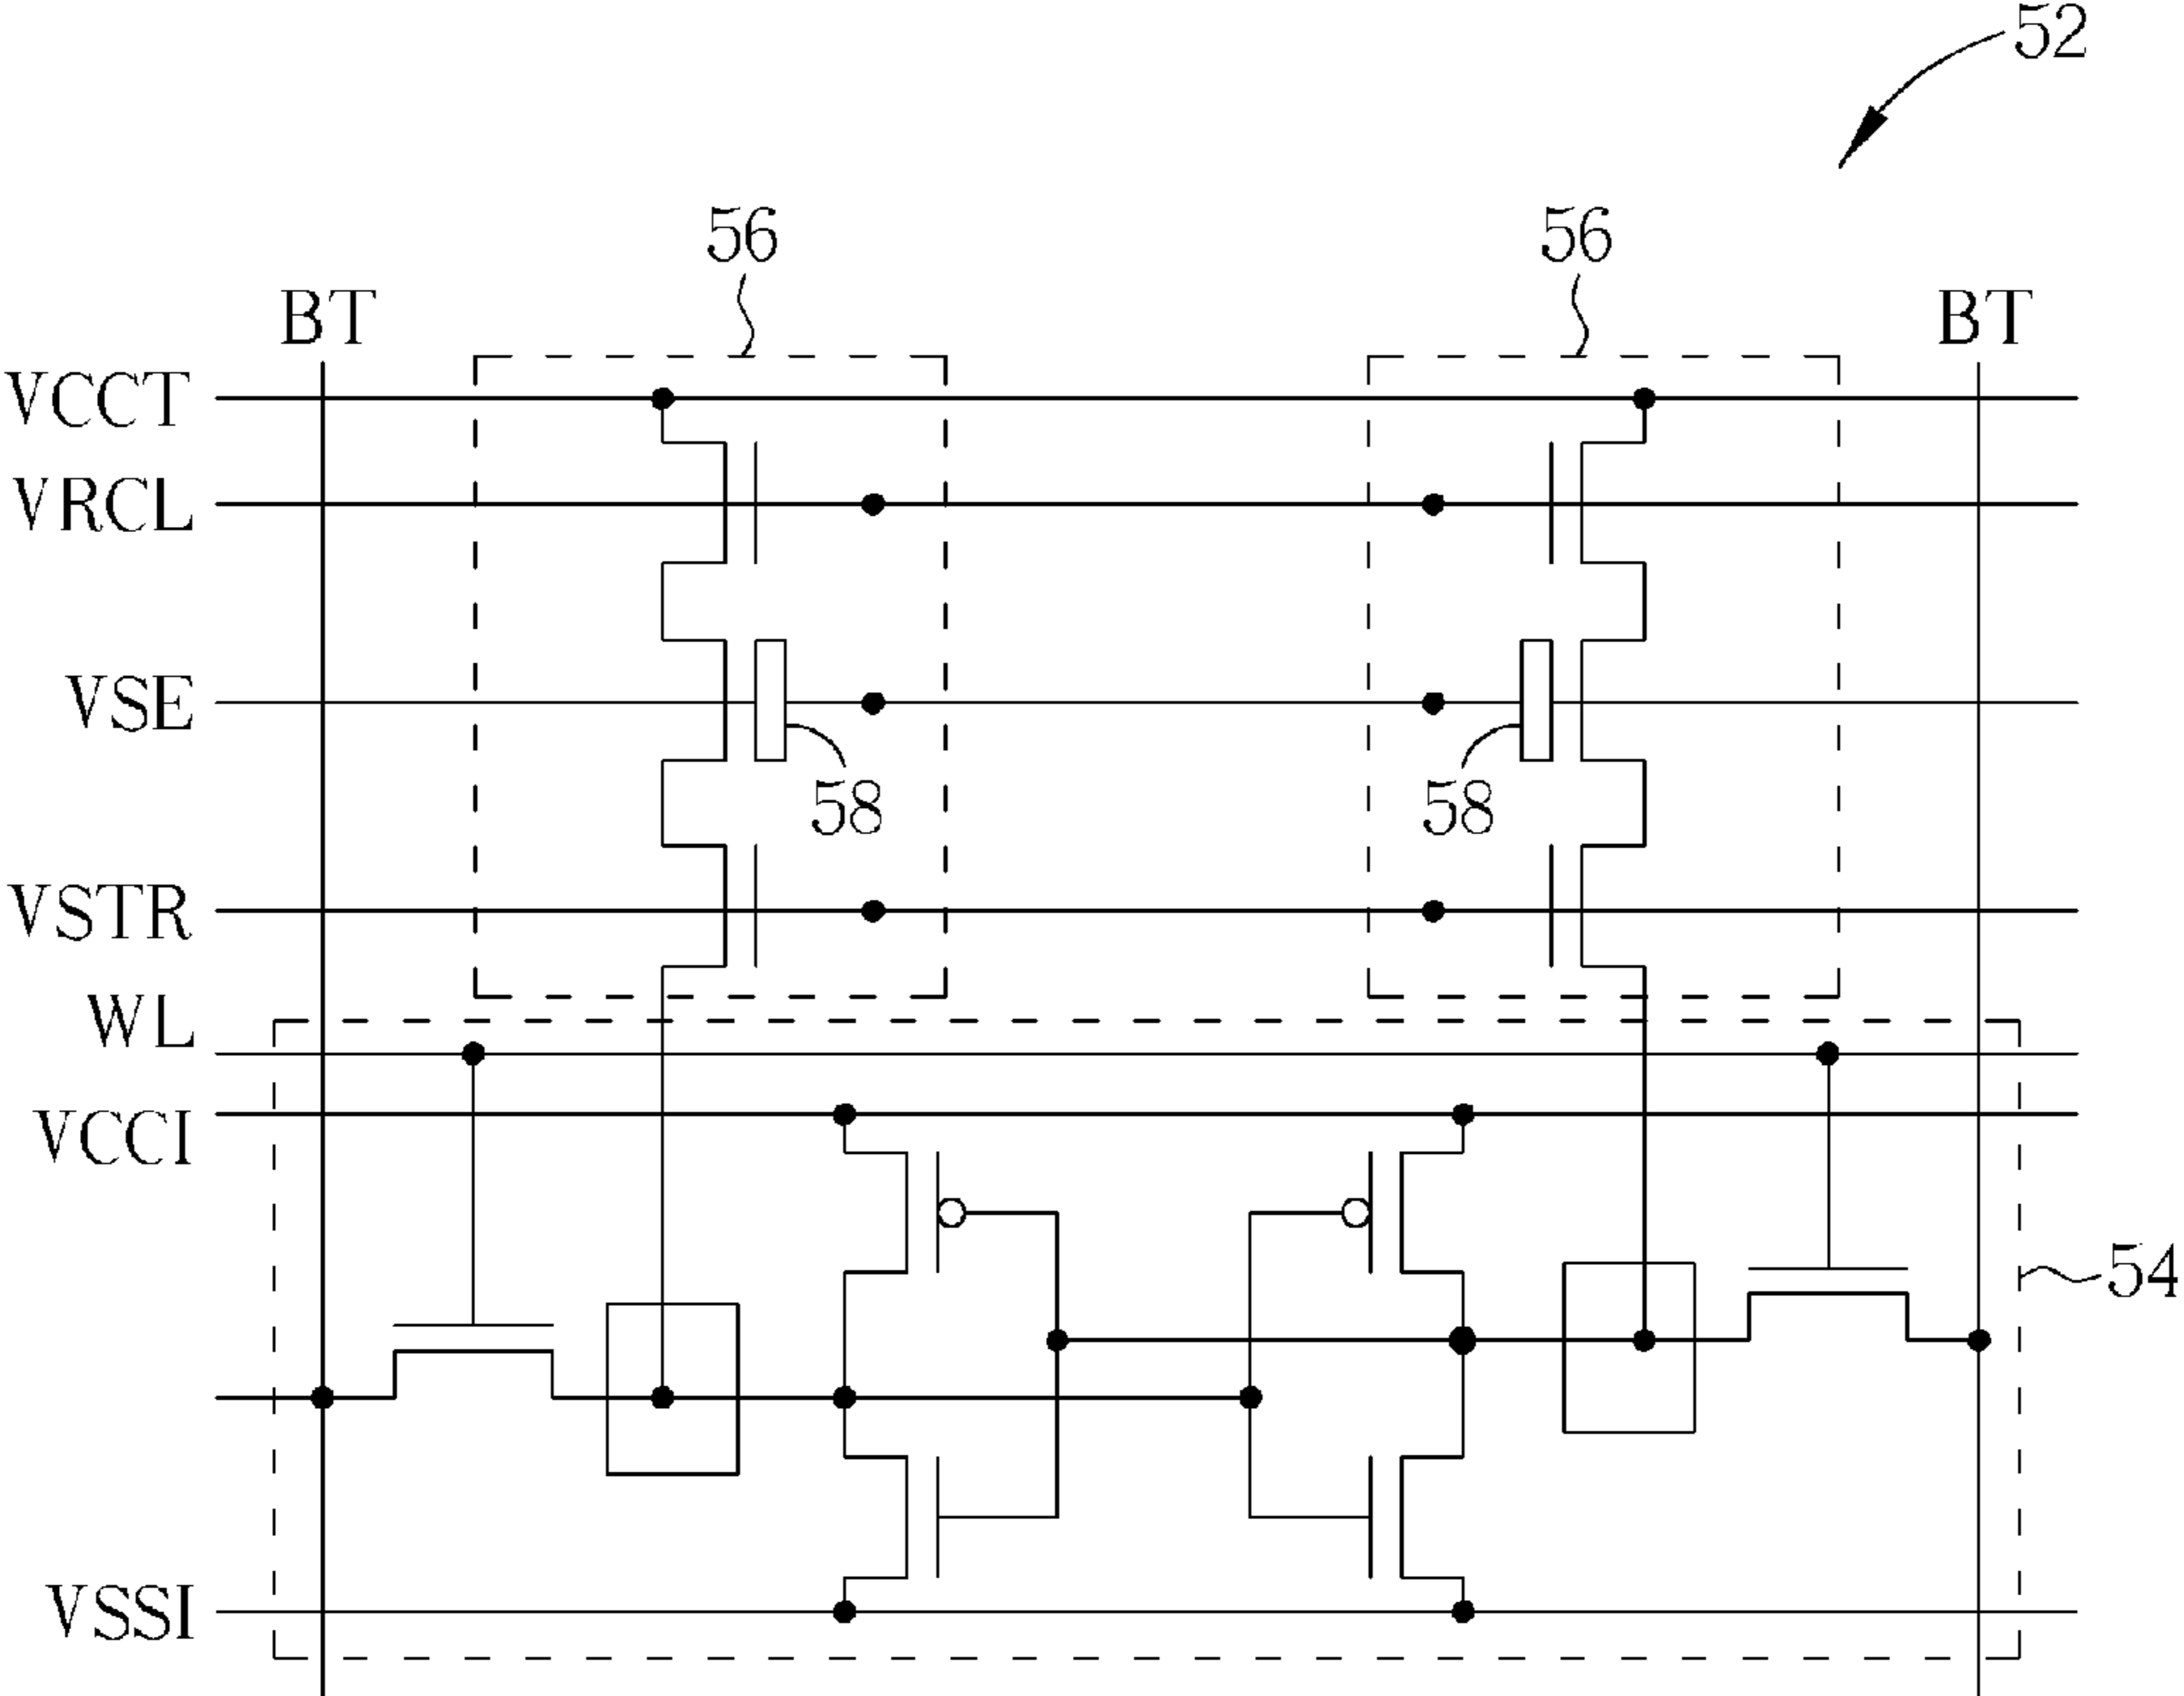 52
56 56
BT BT
VCCT
VRCL
VSE
58 58
VSTR
WL
VCCI
54
VSSI